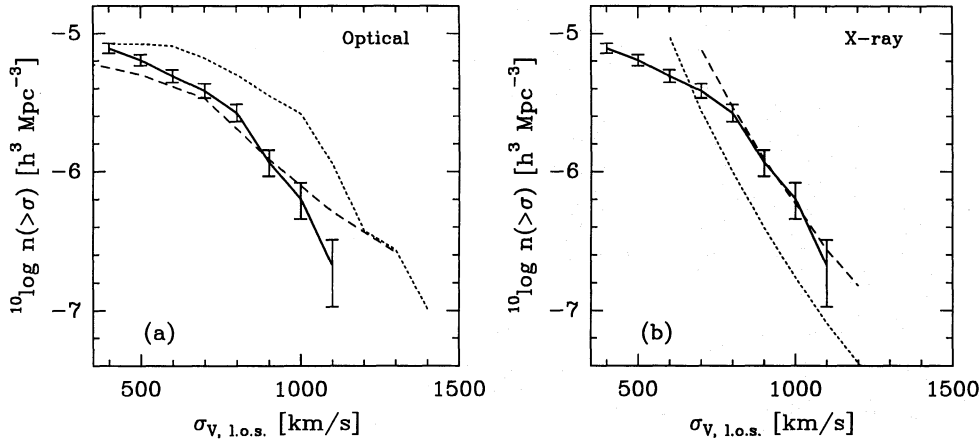 Optical
-5
-6
-7
¹⁰log n(>σ) [h³ Mpc⁻³]
(a)
500 1000 1500
σV, l.o.s. [km/s]
X-ray
-5
-6
-7
¹⁰log n(>σ) [h³ Mpc⁻³]
(b)
500 1000 1500
σV, l.o.s. [km/s]